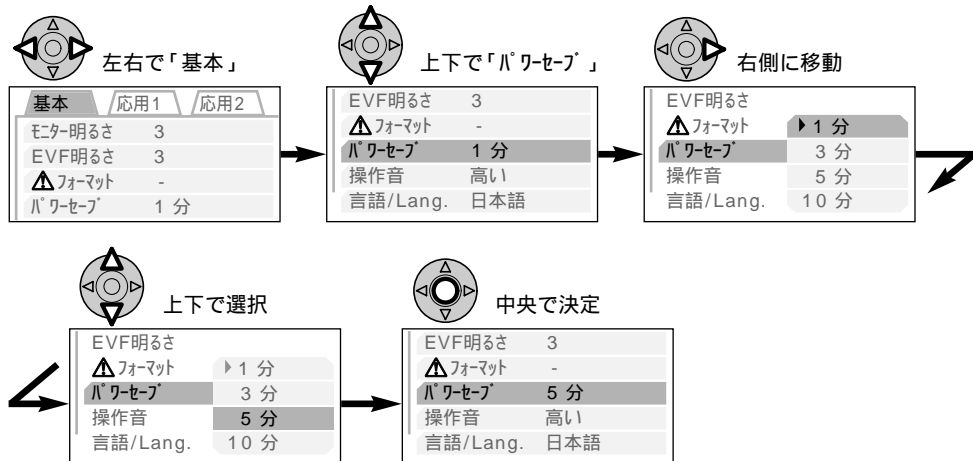 左右で「基本」
基本 応用1 応用2
ﾓﾆﾀｰ明るさ 3
EVF明るさ 3
ﾌｫｰﾏｯﾄ -
ﾊﾟﾜｰｾｰﾌﾞ 1 分
上下で「ﾊﾟﾜｰｾｰﾌﾞ」
EVF明るさ 3
ﾌｫｰﾏｯﾄ -
ﾊﾟﾜｰｾｰﾌﾞ 1 分
操作音 高い
言語/Lang. 日本語
右側に移動
EVF明るさ
ﾌｫｰﾏｯﾄ 1 分
ﾊﾟﾜｰｾｰﾌﾞ 3 分
操作音 5 分
言語/Lang. 10 分
上下で選択
EVF明るさ
ﾌｫｰﾏｯﾄ 1 分
ﾊﾟﾜｰｾｰﾌﾞ 3 分
操作音 5 分
言語/Lang. 10 分
中央で決定
EVF明るさ 3
ﾌｫｰﾏｯﾄ -
ﾊﾟﾜｰｾｰﾌﾞ 5 分
操作音 高い
言語/Lang. 日本語